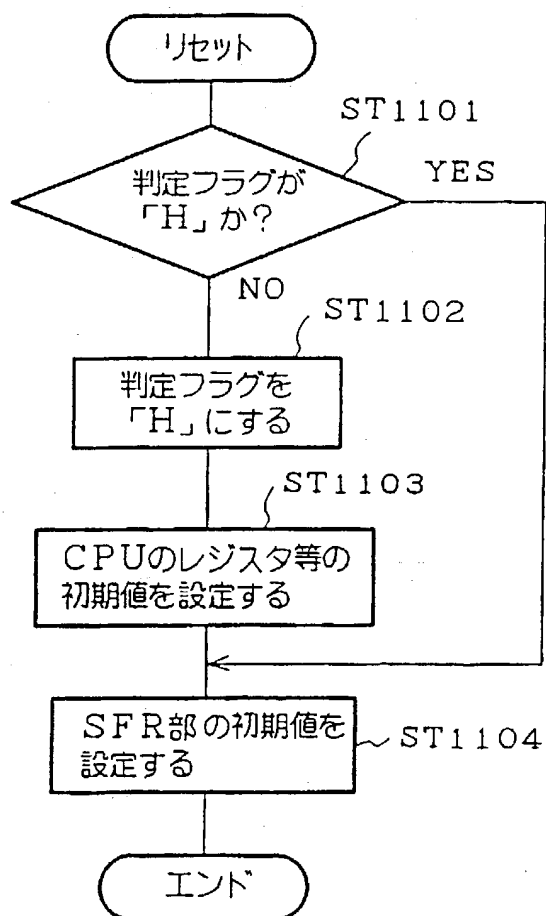 リセット
ST1101
判定フラグが
「H」か?
YES
NO
ST1102
判定フラグを
「H」にする
ST1103
CPUのレジスタ等の
初期値を設定する
SFR部の初期値を
設定する
ST1104
エンド